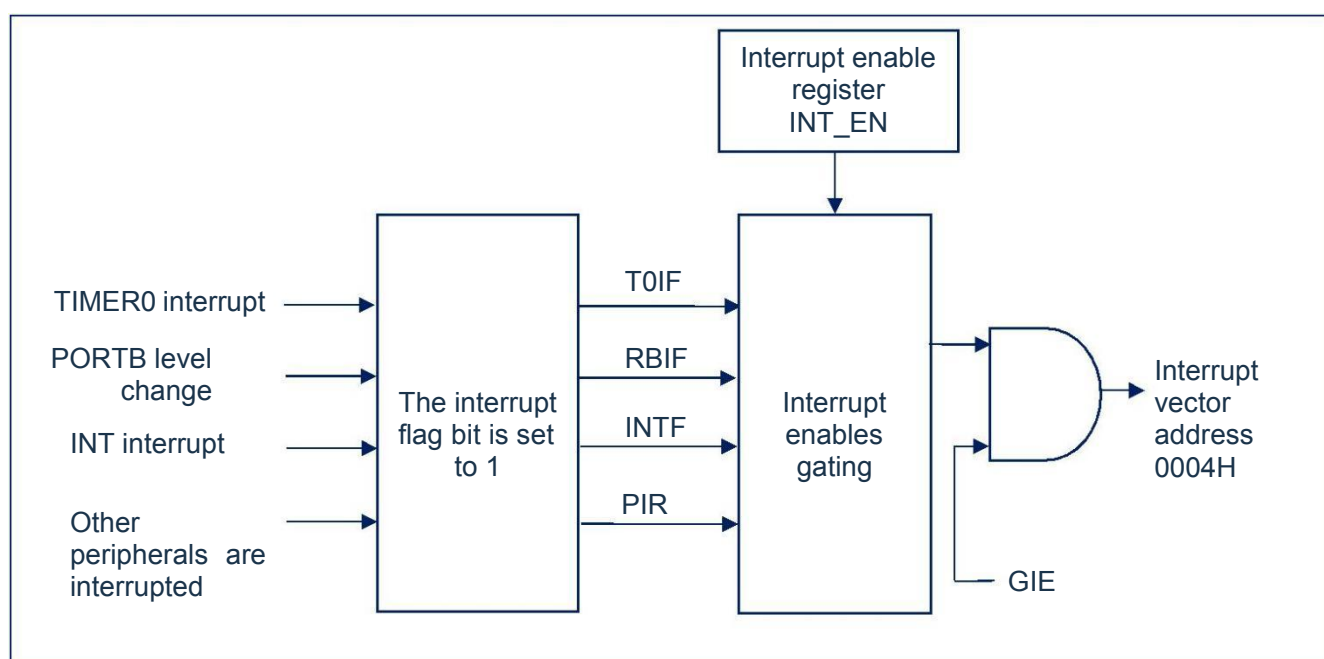 Interrupt enable
register
INT_EN
TIMER0 interrupt
PORTB level
change
INT interrupt
Other
peripherals are
interrupted
The interrupt
flag bit is set
to 1
T0IF
RBIF
INTF
PIR
Interrupt
enables
gating
GIE
Interrupt
vector
address
0004H